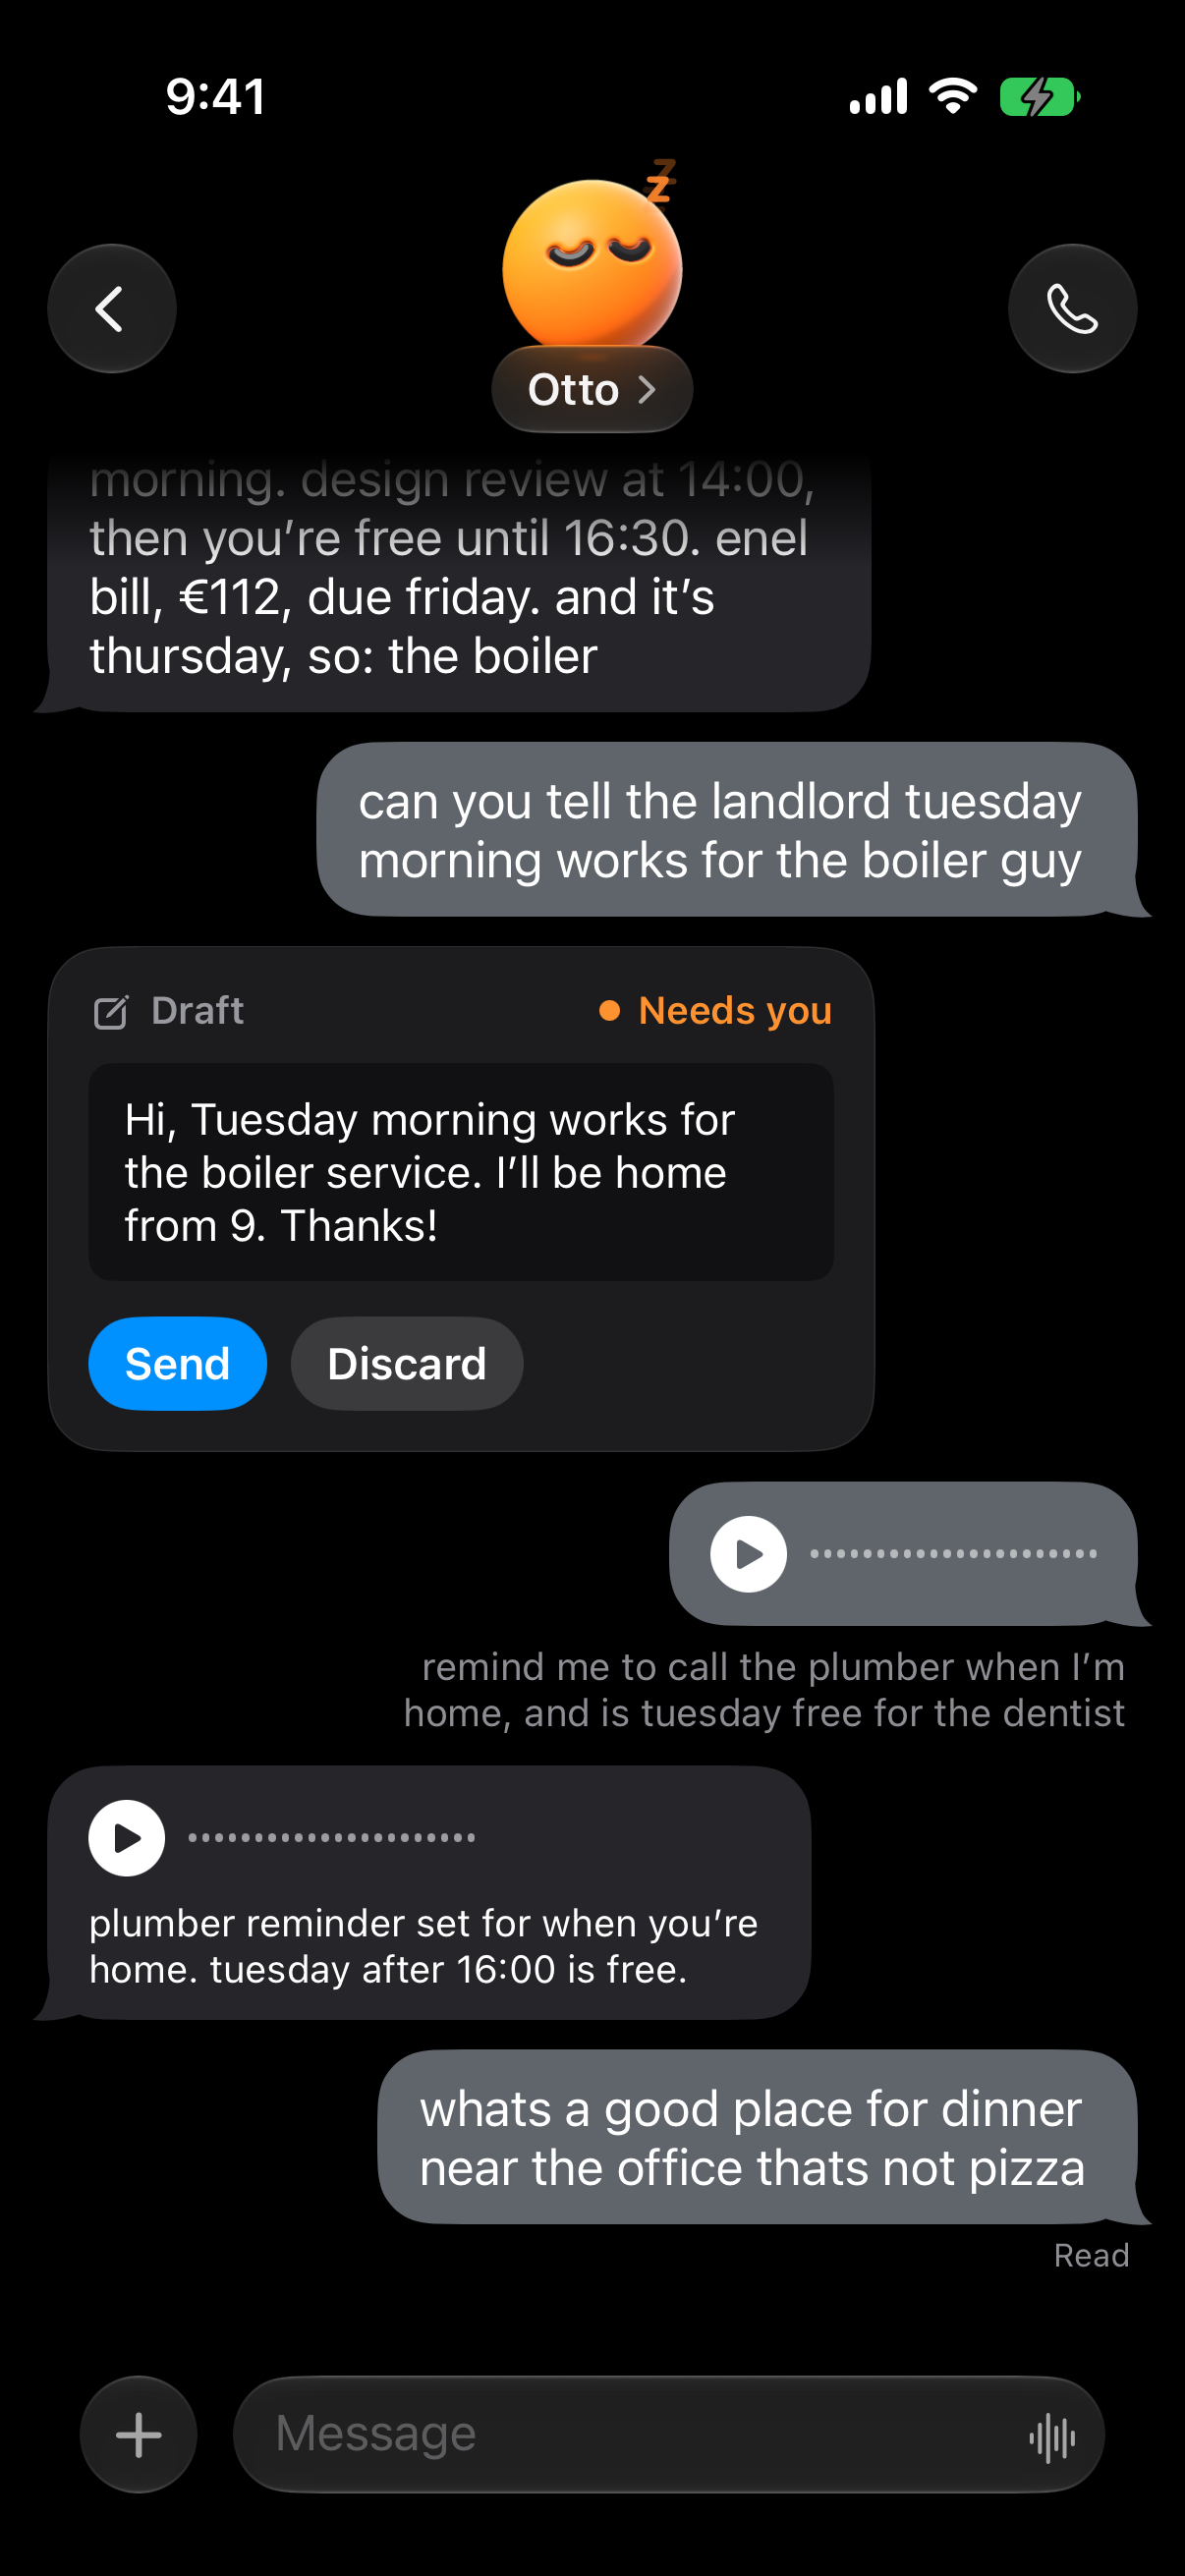 9:41
z
z
Otto
morning. design review at 14:00,
then you’re free until 16:30. enel
bill, €112, due friday. and it’s
thursday, so: the boiler
can you tell the landlord tuesday
morning works for the boiler guy
Draft
Needs you
Hi, Tuesday morning works for
the boiler service. I’ll be home
from 9. Thanks!
Send
Discard
remind me to call the plumber when I’m
home, and is tuesday free for the dentist
plumber reminder set for when you’re
home. tuesday after 16:00 is free.
whats a good place for dinner
near the office thats not pizza
Read
Message